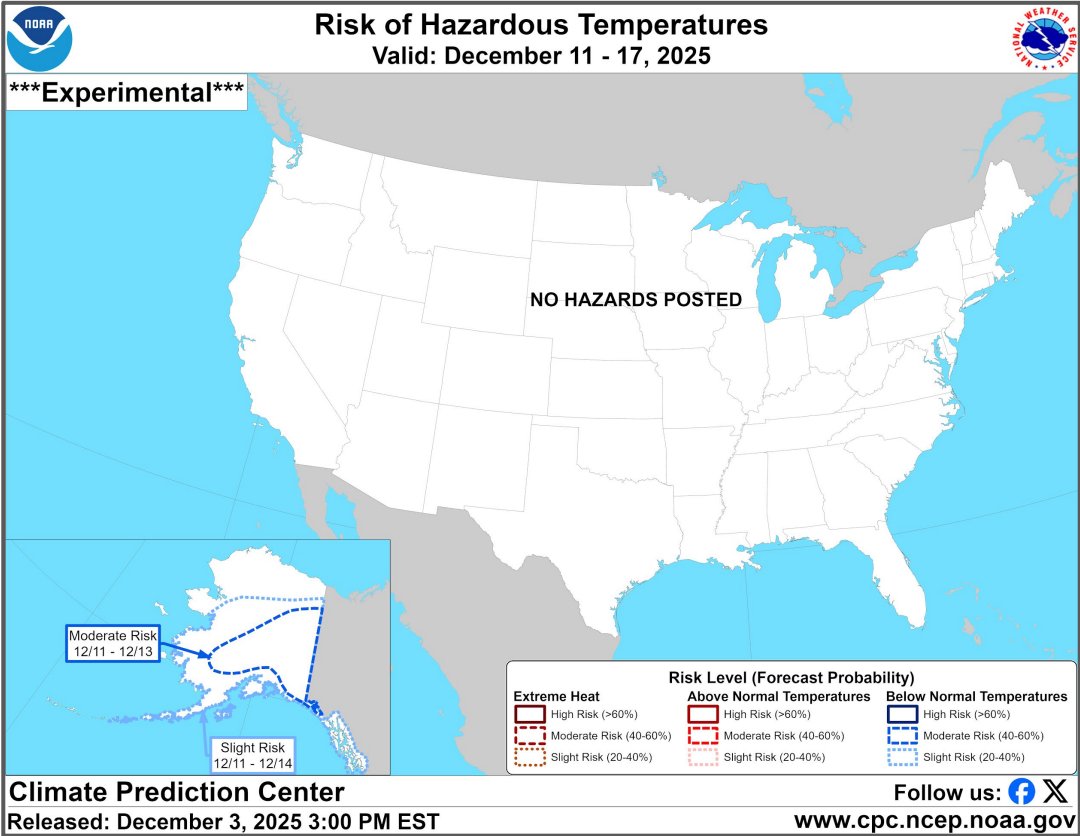 NOAA
Risk of Hazardous Temperatures
Valid: December 11 - 17, 2025
NATIONAL WEATHER SERVICE
***Experimental***
NO HAZARDS POSTED
Moderate Risk
12/11 - 12/13
Slight Risk
12/11 - 12/14
Risk Level (Forecast Probability)
Extreme Heat
High Risk (>60%)
Moderate Risk (40-60%)
Slight Risk (20-40%)
Above Normal Temperatures
High Risk (>60%)
Moderate Risk (40-60%)
Slight Risk (20-40%)
Below Normal Temperatures
High Risk (>60%)
Moderate Risk (40-60%)
Slight Risk (20-40%)
Climate Prediction Center
Released: December 3, 2025 3:00 PM EST
Follow us:
www.cpc.ncep.noaa.gov